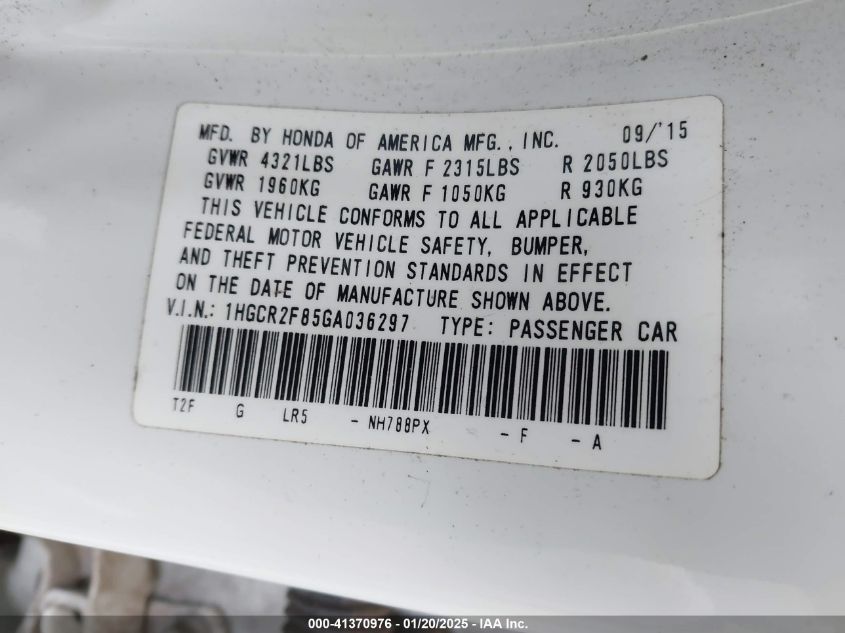 MFD. BY HONDA OF AMERICA MFG., INC. 09/'15
GVWR 4321LBS GAWR F 2315LBS R 2050LBS
GVWR 1960KG GAWR F 1050KG R 930KG
THIS VEHICLE CONFORMS TO ALL APPLICABLE
FEDERAL MOTOR VEHICLE SAFETY, BUMPER,
AND THEFT PREVENTION STANDARDS IN EFFECT
ON THE DATE OF MANUFACTURE SHOWN ABOVE.
V.I.N.: 1HGCR2F85GA036297 TYPE: PASSENGER CAR
T2F G LR5 - NH788PX - F - A
000-41370976 - 01/20/2025 - IAA Inc.